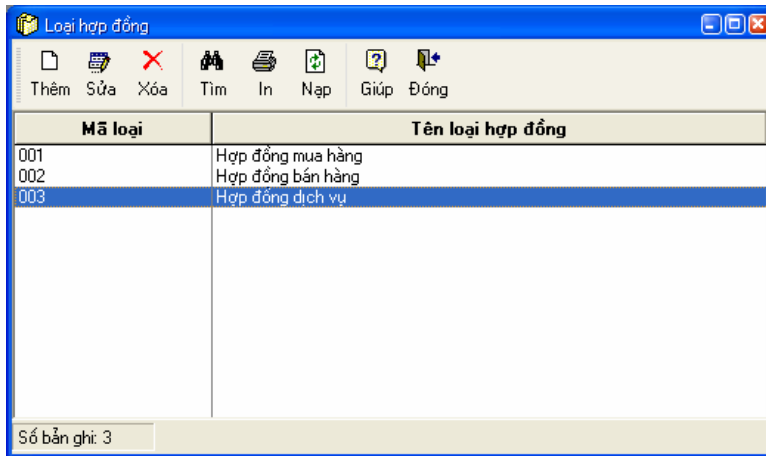 Loại hợp đồng
Thêm Sửa Xóa Tìm In Nạp Giúp Đóng
Mã loại Tên loại hợp đồng
001 Hợp đồng mua hàng
002 Hợp đồng bán hàng
003 Hợp đống dịch vụ
Số bản ghi: 3